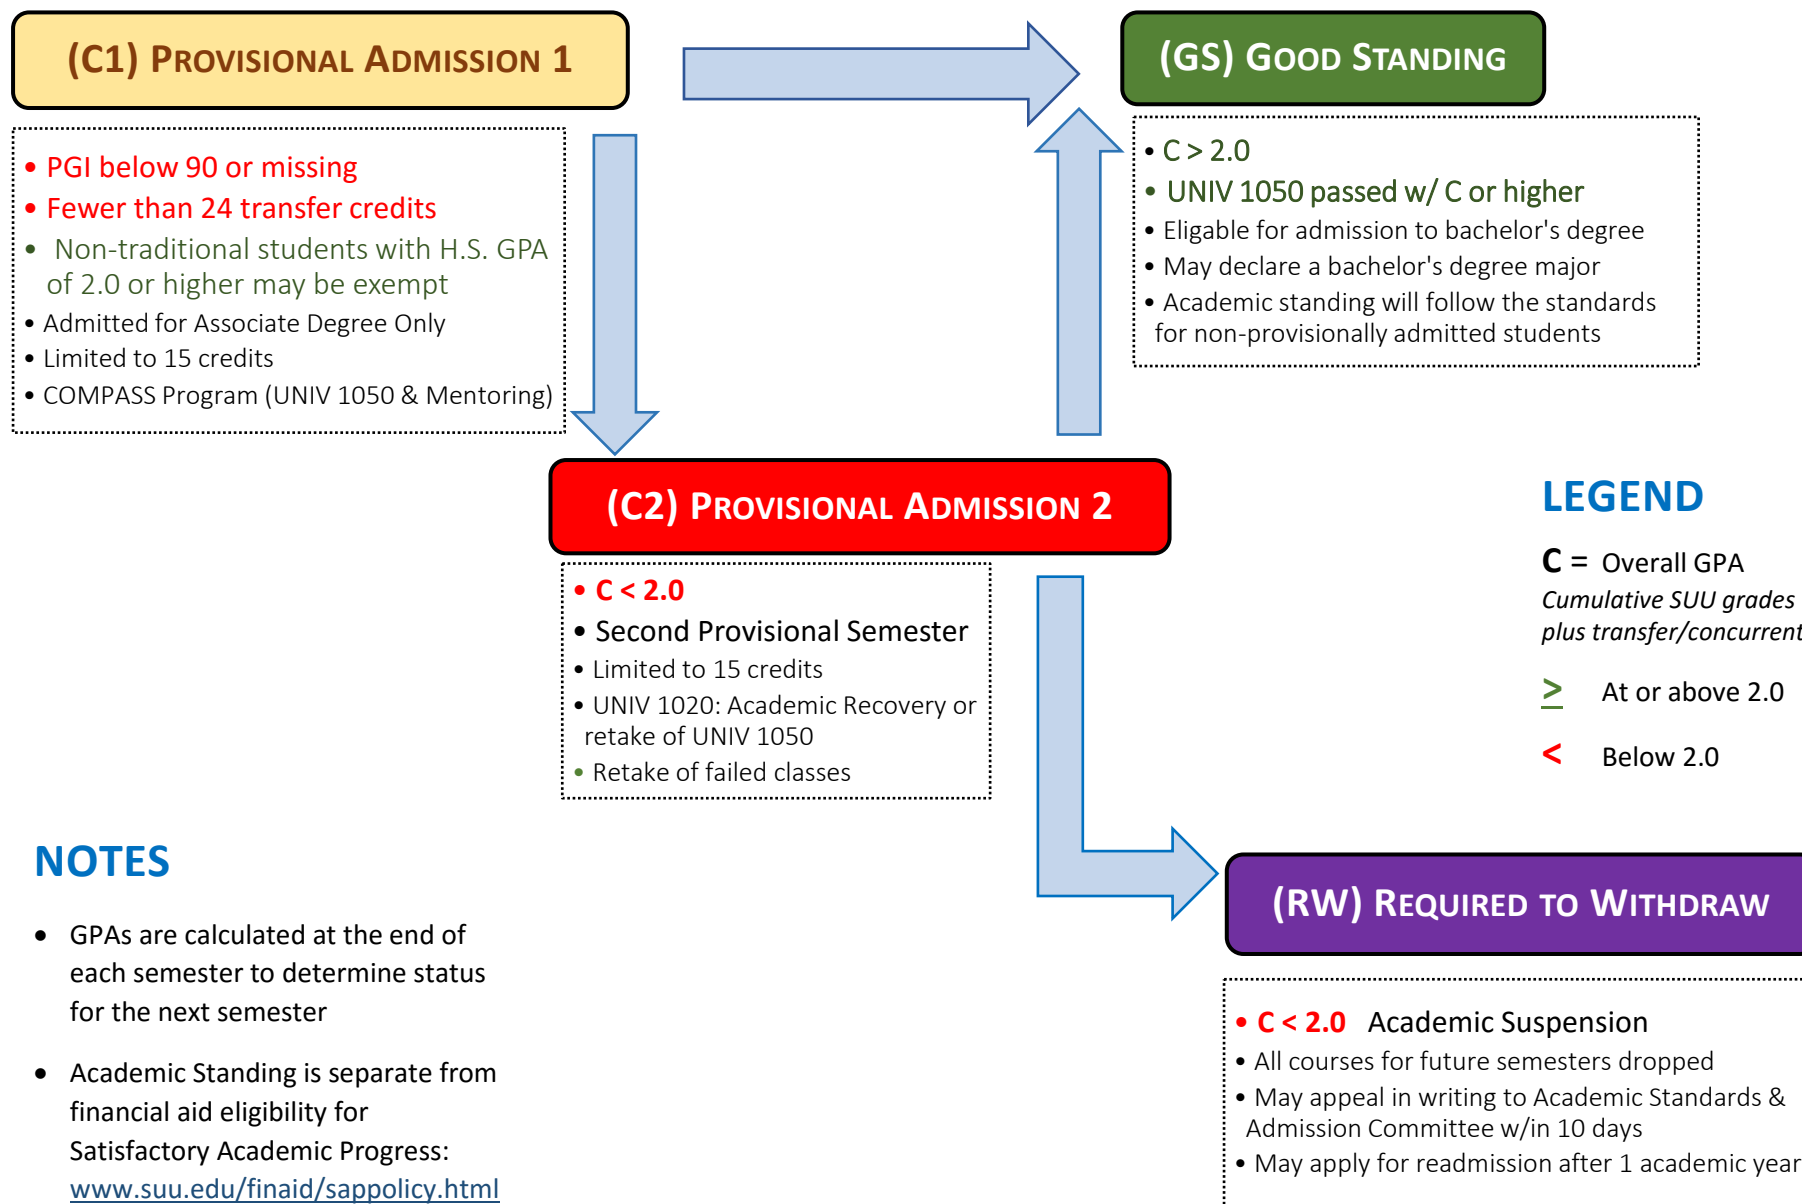 (C1) PROVISIONAL ADMISSION 1
• PGI below 90 or missing
• Fewer than 24 transfer credits
• Non-traditional students with H.S. GPA
of 2.0 or higher may be exempt
• Admitted for Associate Degree Only
• Limited to 15 credits
• COMPASS Program (UNIV 1050 & Mentoring)
(GS) GOOD STANDING
• C > 2.0
• UNIV 1050 passed w/ C or higher
• Eligable for admission to bachelor's degree
• May declare a bachelor's degree major
• Academic standing will follow the standards
for non-provisionally admitted students
(C2) PROVISIONAL ADMISSION 2
• C < 2.0
• Second Provisional Semester
• Limited to 15 credits
• UNIV 1020: Academic Recovery or
retake of UNIV 1050
• Retake of failed classes
LEGEND
C = Overall GPA
Cumulative SUU grades
plus transfer/concurrent
≥ At or above 2.0
< Below 2.0
NOTES
• GPAs are calculated at the end of
each semester to determine status
for the next semester
• Academic Standing is separate from
financial aid eligibility for
Satisfactory Academic Progress:
www.suu.edu/finaid/sappolicy.html
(RW) REQUIRED TO WITHDRAW
• C < 2.0 Academic Suspension
• All courses for future semesters dropped
• May appeal in writing to Academic Standards &
Admission Committee w/in 10 days
• May apply for readmission after 1 academic year